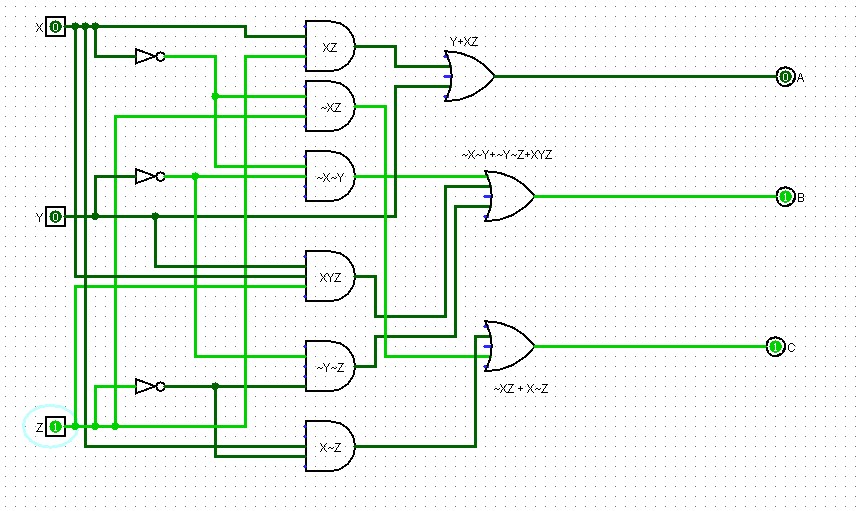 X 0
XZ
Y+XZ
0 A
~XZ
~X~Y+~Y~Z+XYZ
~X~Y
1 B
Y 0
XYZ
1 C
~Y~Z
~XZ + X~Z
Z 1
X~Z